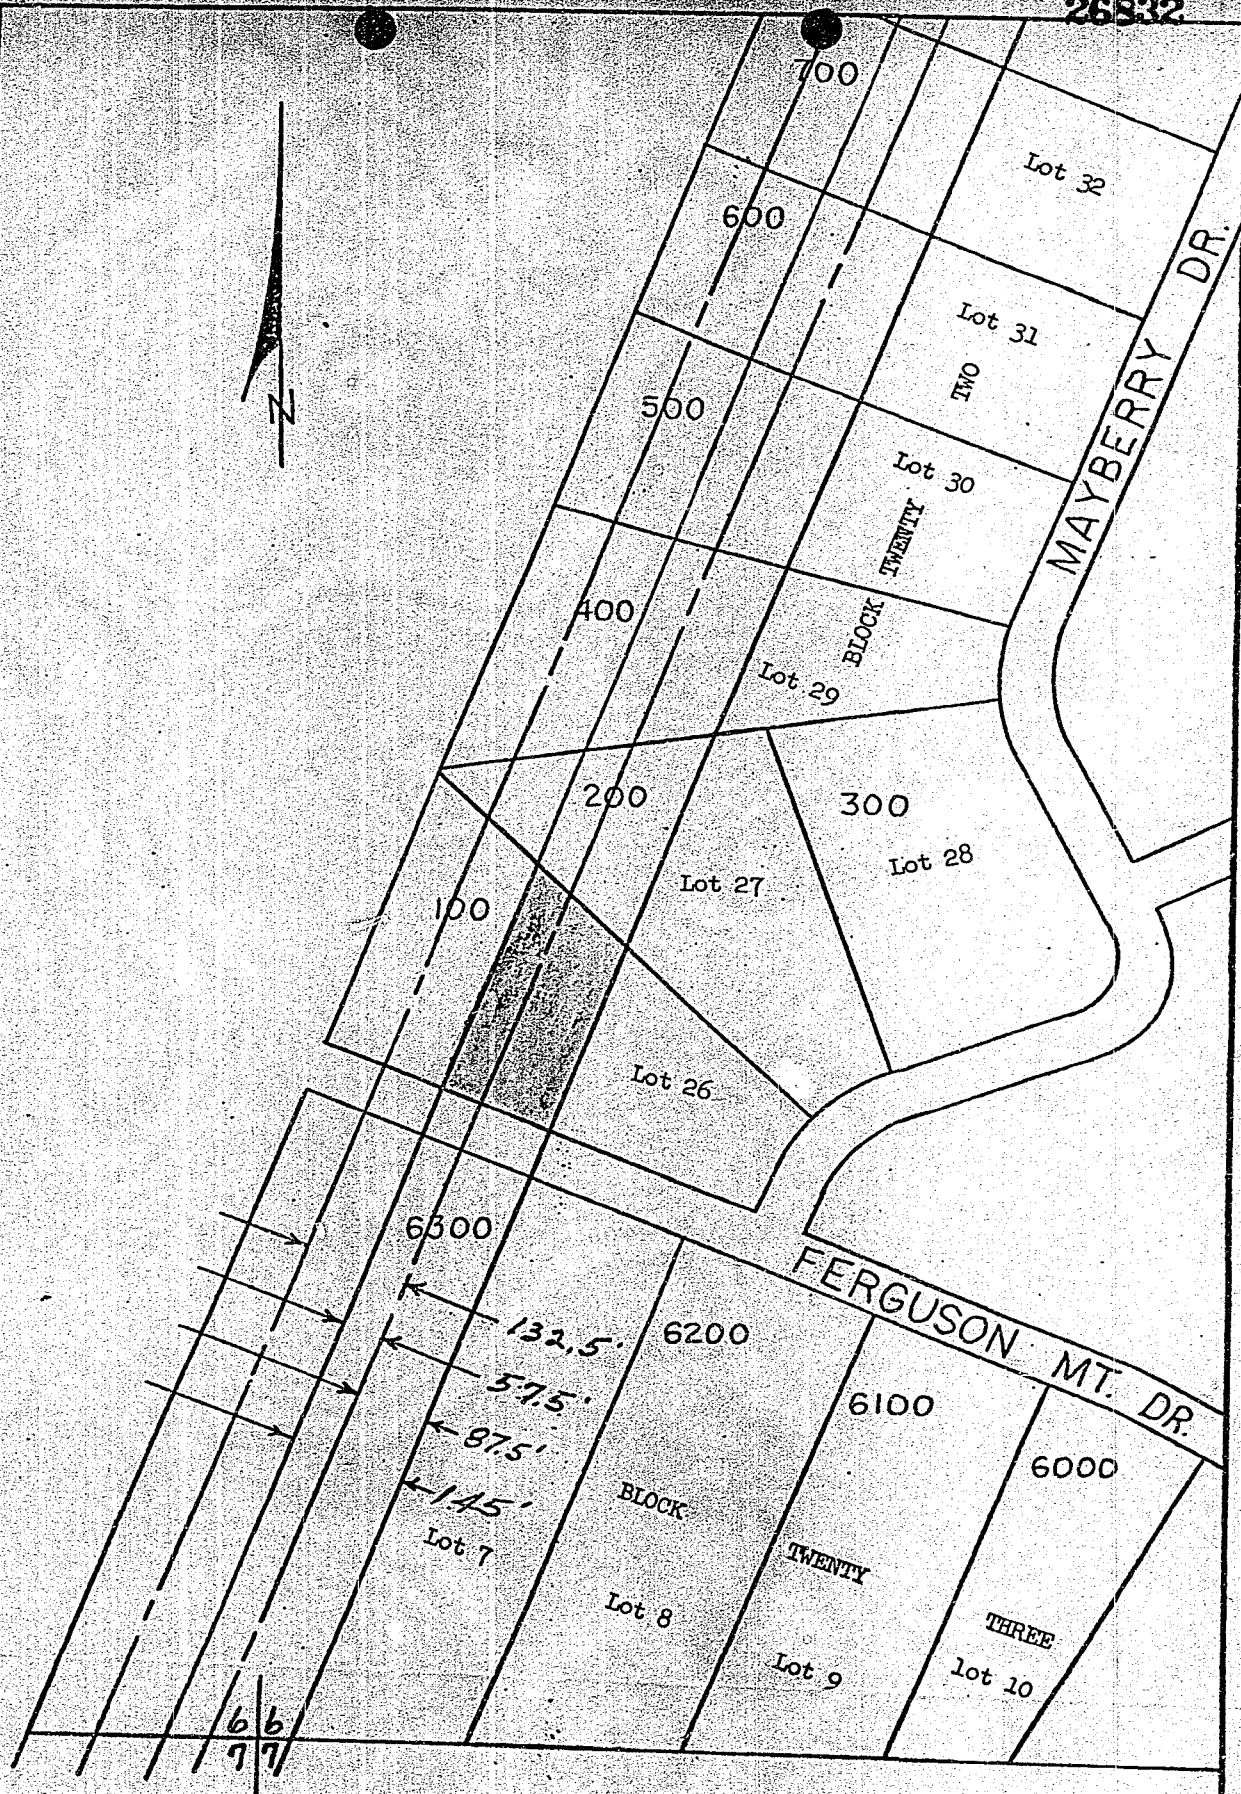 26832
700
Lot 32
600
DR.
Lot 31
TWO
MAYBERRY
N
500
Lot 30
TWENTY
400
BLOCK
Lot 29
200
300
Lot 28
Lot 27
100
Lot 26
6300
FERGUSON MT. DR.
132.5'
6200
57.5'
6100
87.5'
6000
145'
BLOCK
Lot 7
TWENTY
Lot 8
THREE
Lot 9
lot 10
6 6
7 7